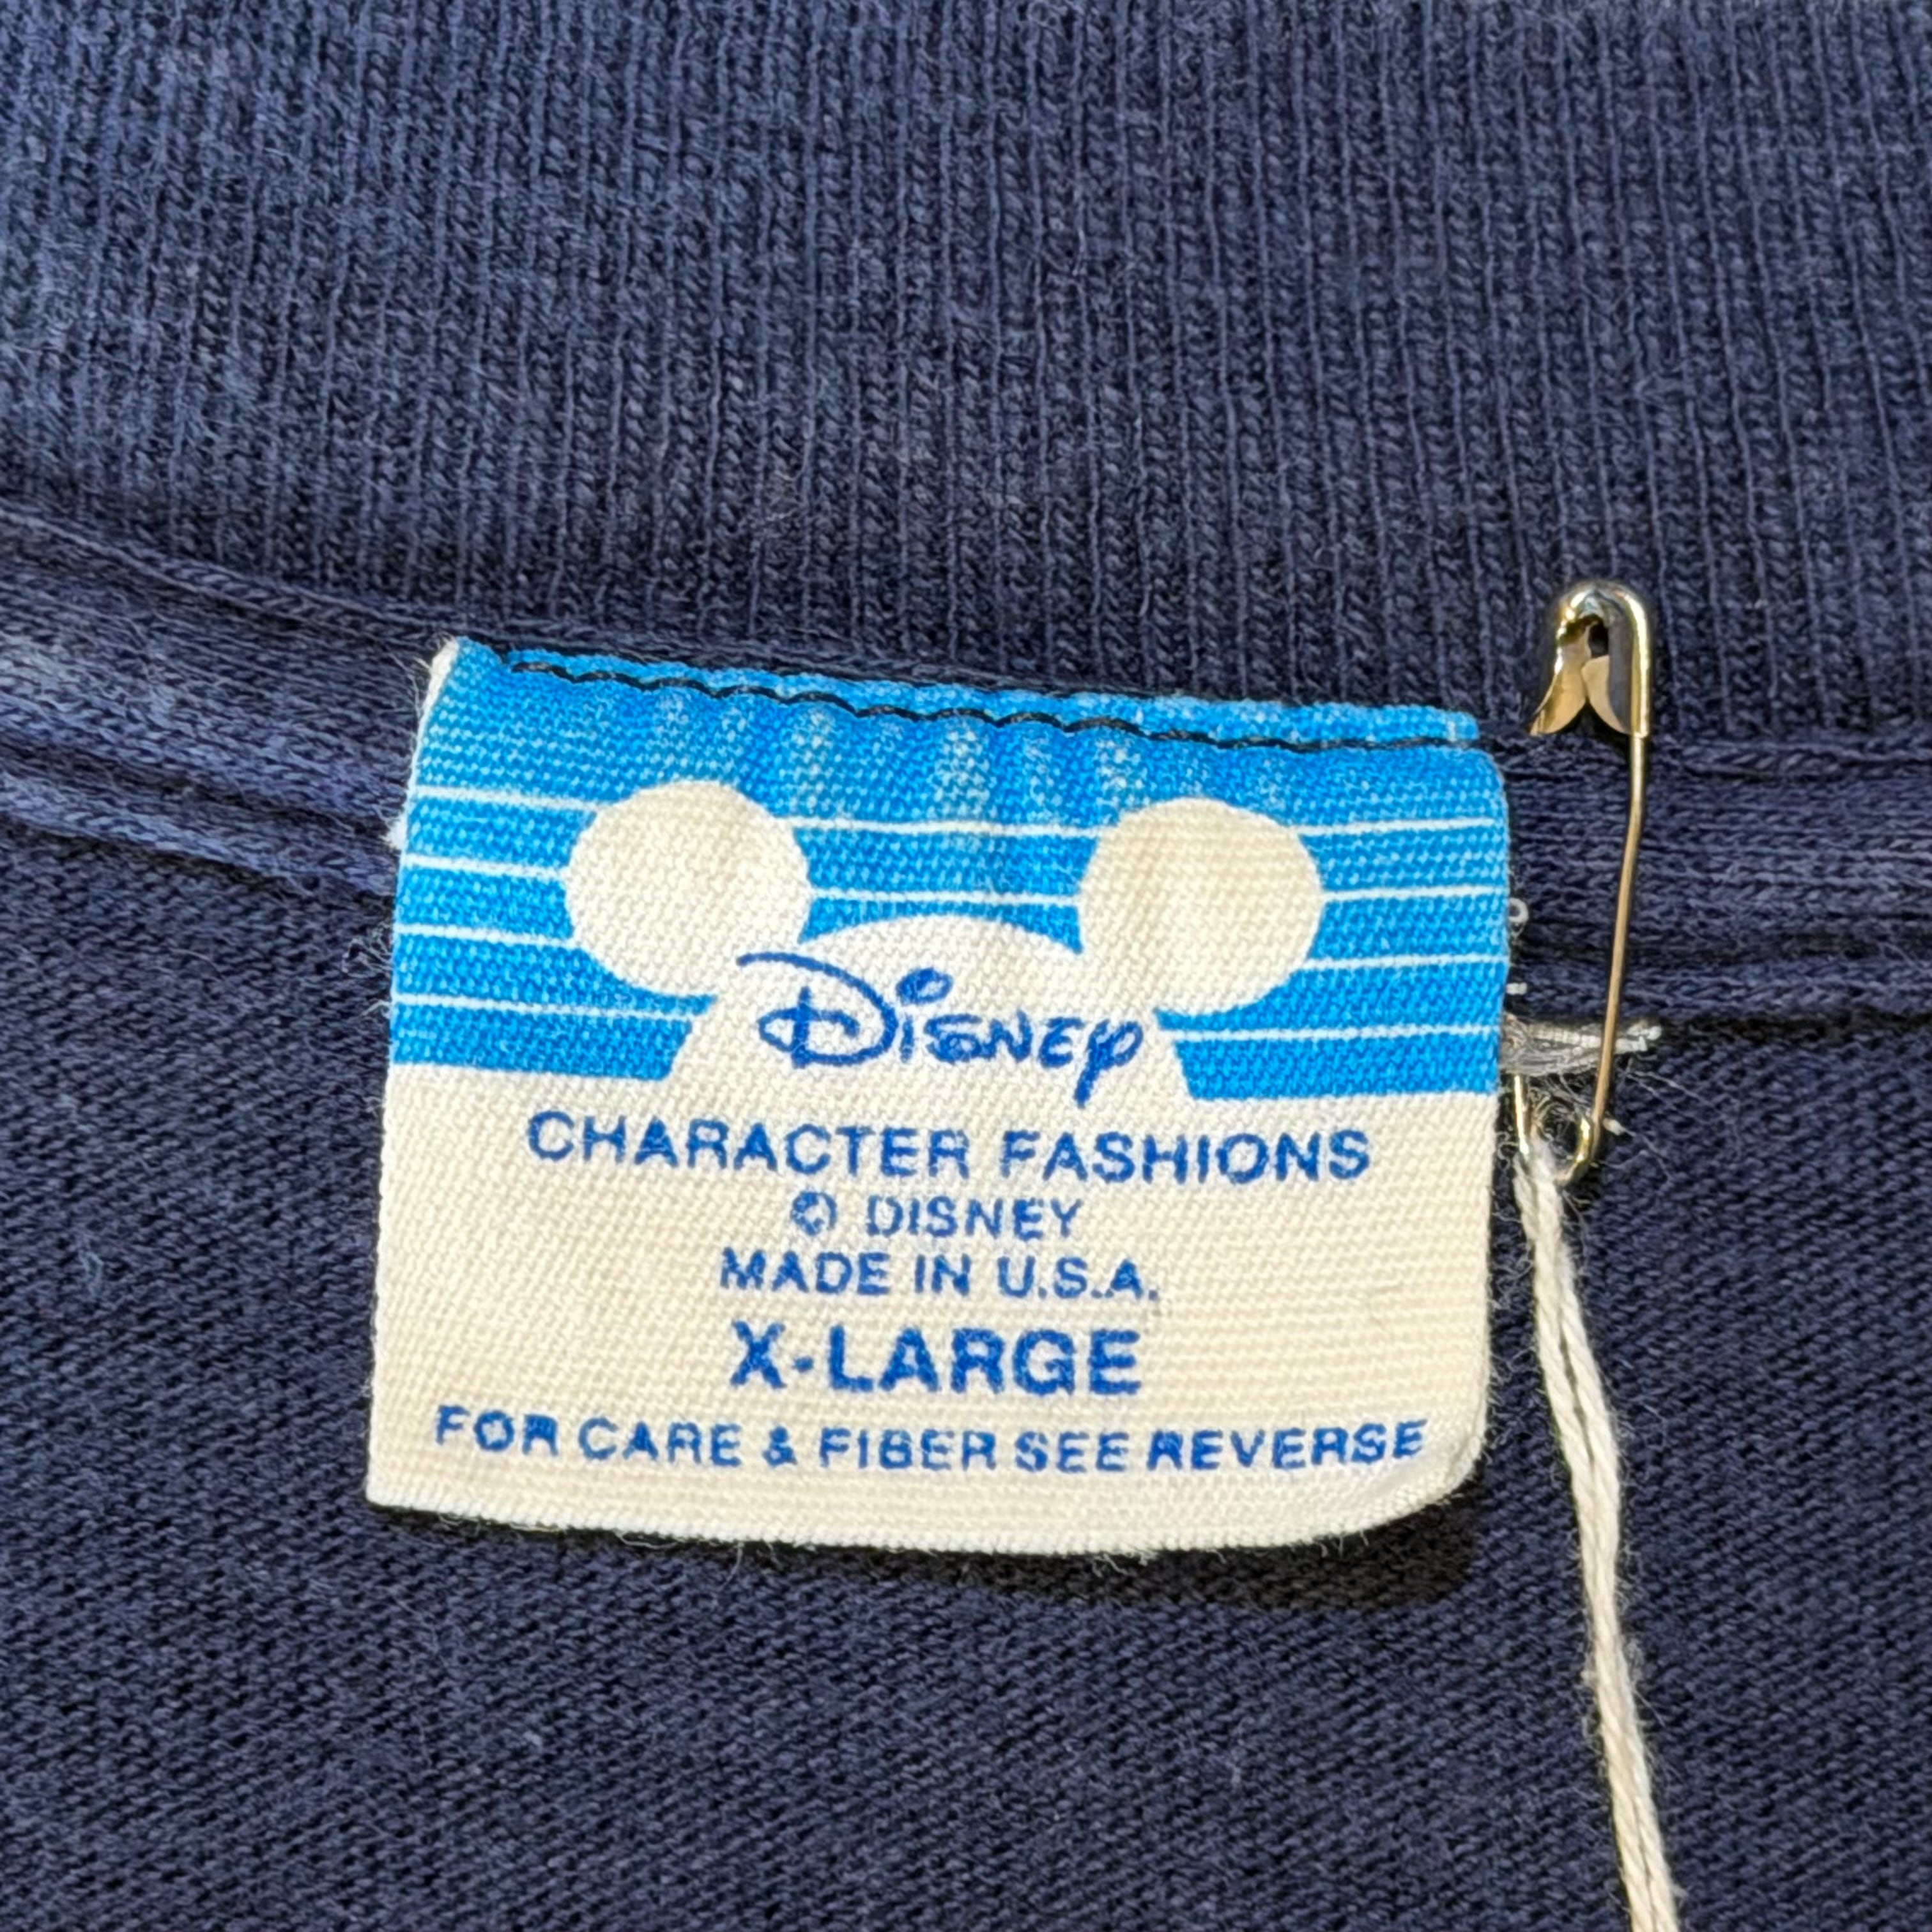 Disney
CHARACTER FASHIONS
© DISNEY
MADE IN U.S.A.
X-LARGE
FOR CARE & FIBER SEE REVERSE